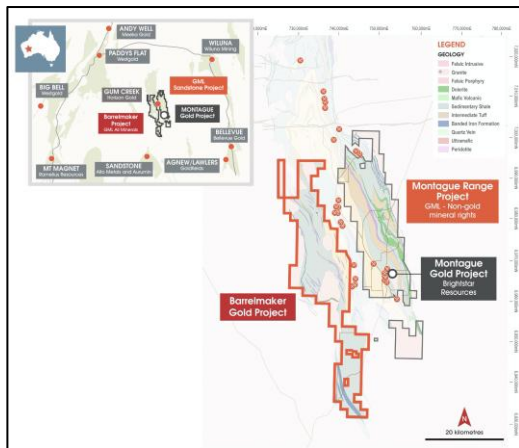 ANDY WELL
Meeka Gold
PADDYS FLAT
Westgold
WILUNA
Wiluna Mining
BIG BELL
Westgold
GUM CREEK
Horizon Gold
GML
Sandstone Project
Barrelmaker
Project
GML All Minerals
MONTAGUE
Gold Project
BELLEVUE
Bellevue Gold
MT MAGNET
Ramelius Resources
SANDSTONE
Alto Metals and Aurumin
AGNEW/LAWLERS
Goldfields
LEGEND
GEOLOGY
Felsic Intrusive
Granite
Felsic Porphyry
Dolerite
Mafic Volcanic
Sedimentary Shale
Intermediate Tuff
Banded Iron Formation
Quartz Vein
Ultramafic
Peridotite
Montague Range
Project
GML - Non-gold
mineral rights
Montague
Gold Project
Brightstar
Resources
Barrelmaker
Gold Project
N
20 kilometres